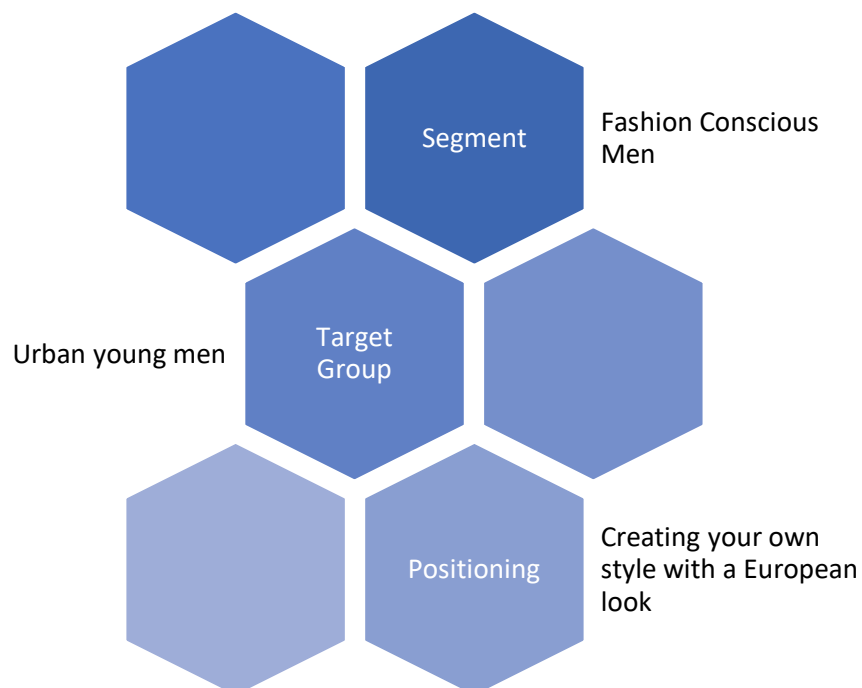 Segment
Fashion Conscious
Men
Urban young men
Target
Group
Positioning
Creating your own
style with a European
look